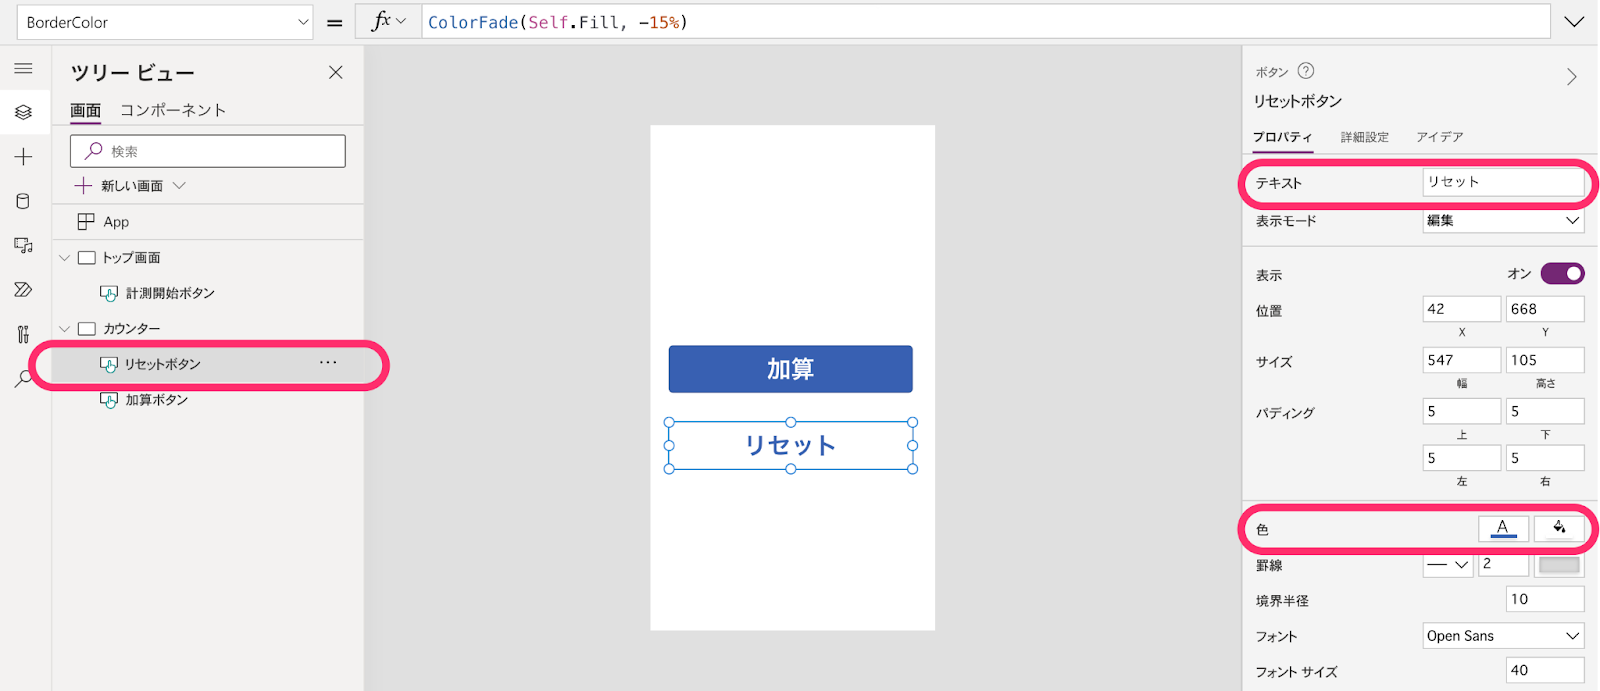 BorderColor = fx ColorFade(Self.Fill, -15%)
ツリー ビュー
画面 コンポーネント
検索
新しい画面
App
トップ画面
計測開始ボタン
カウンター
リセットボタン ...
加算ボタン
加算
リセット
ボタン ?
リセットボタン
プロパティ 詳細設定 アイデア
テキスト リセット
表示モード 編集
表示 オン
位置 42 668
X Y
サイズ 547 105
幅 高さ
パディング 5 5
上 下
5 5
左 右
色 A
罫線 2
境界半径 10
フォント Open Sans
フォント サイズ 40